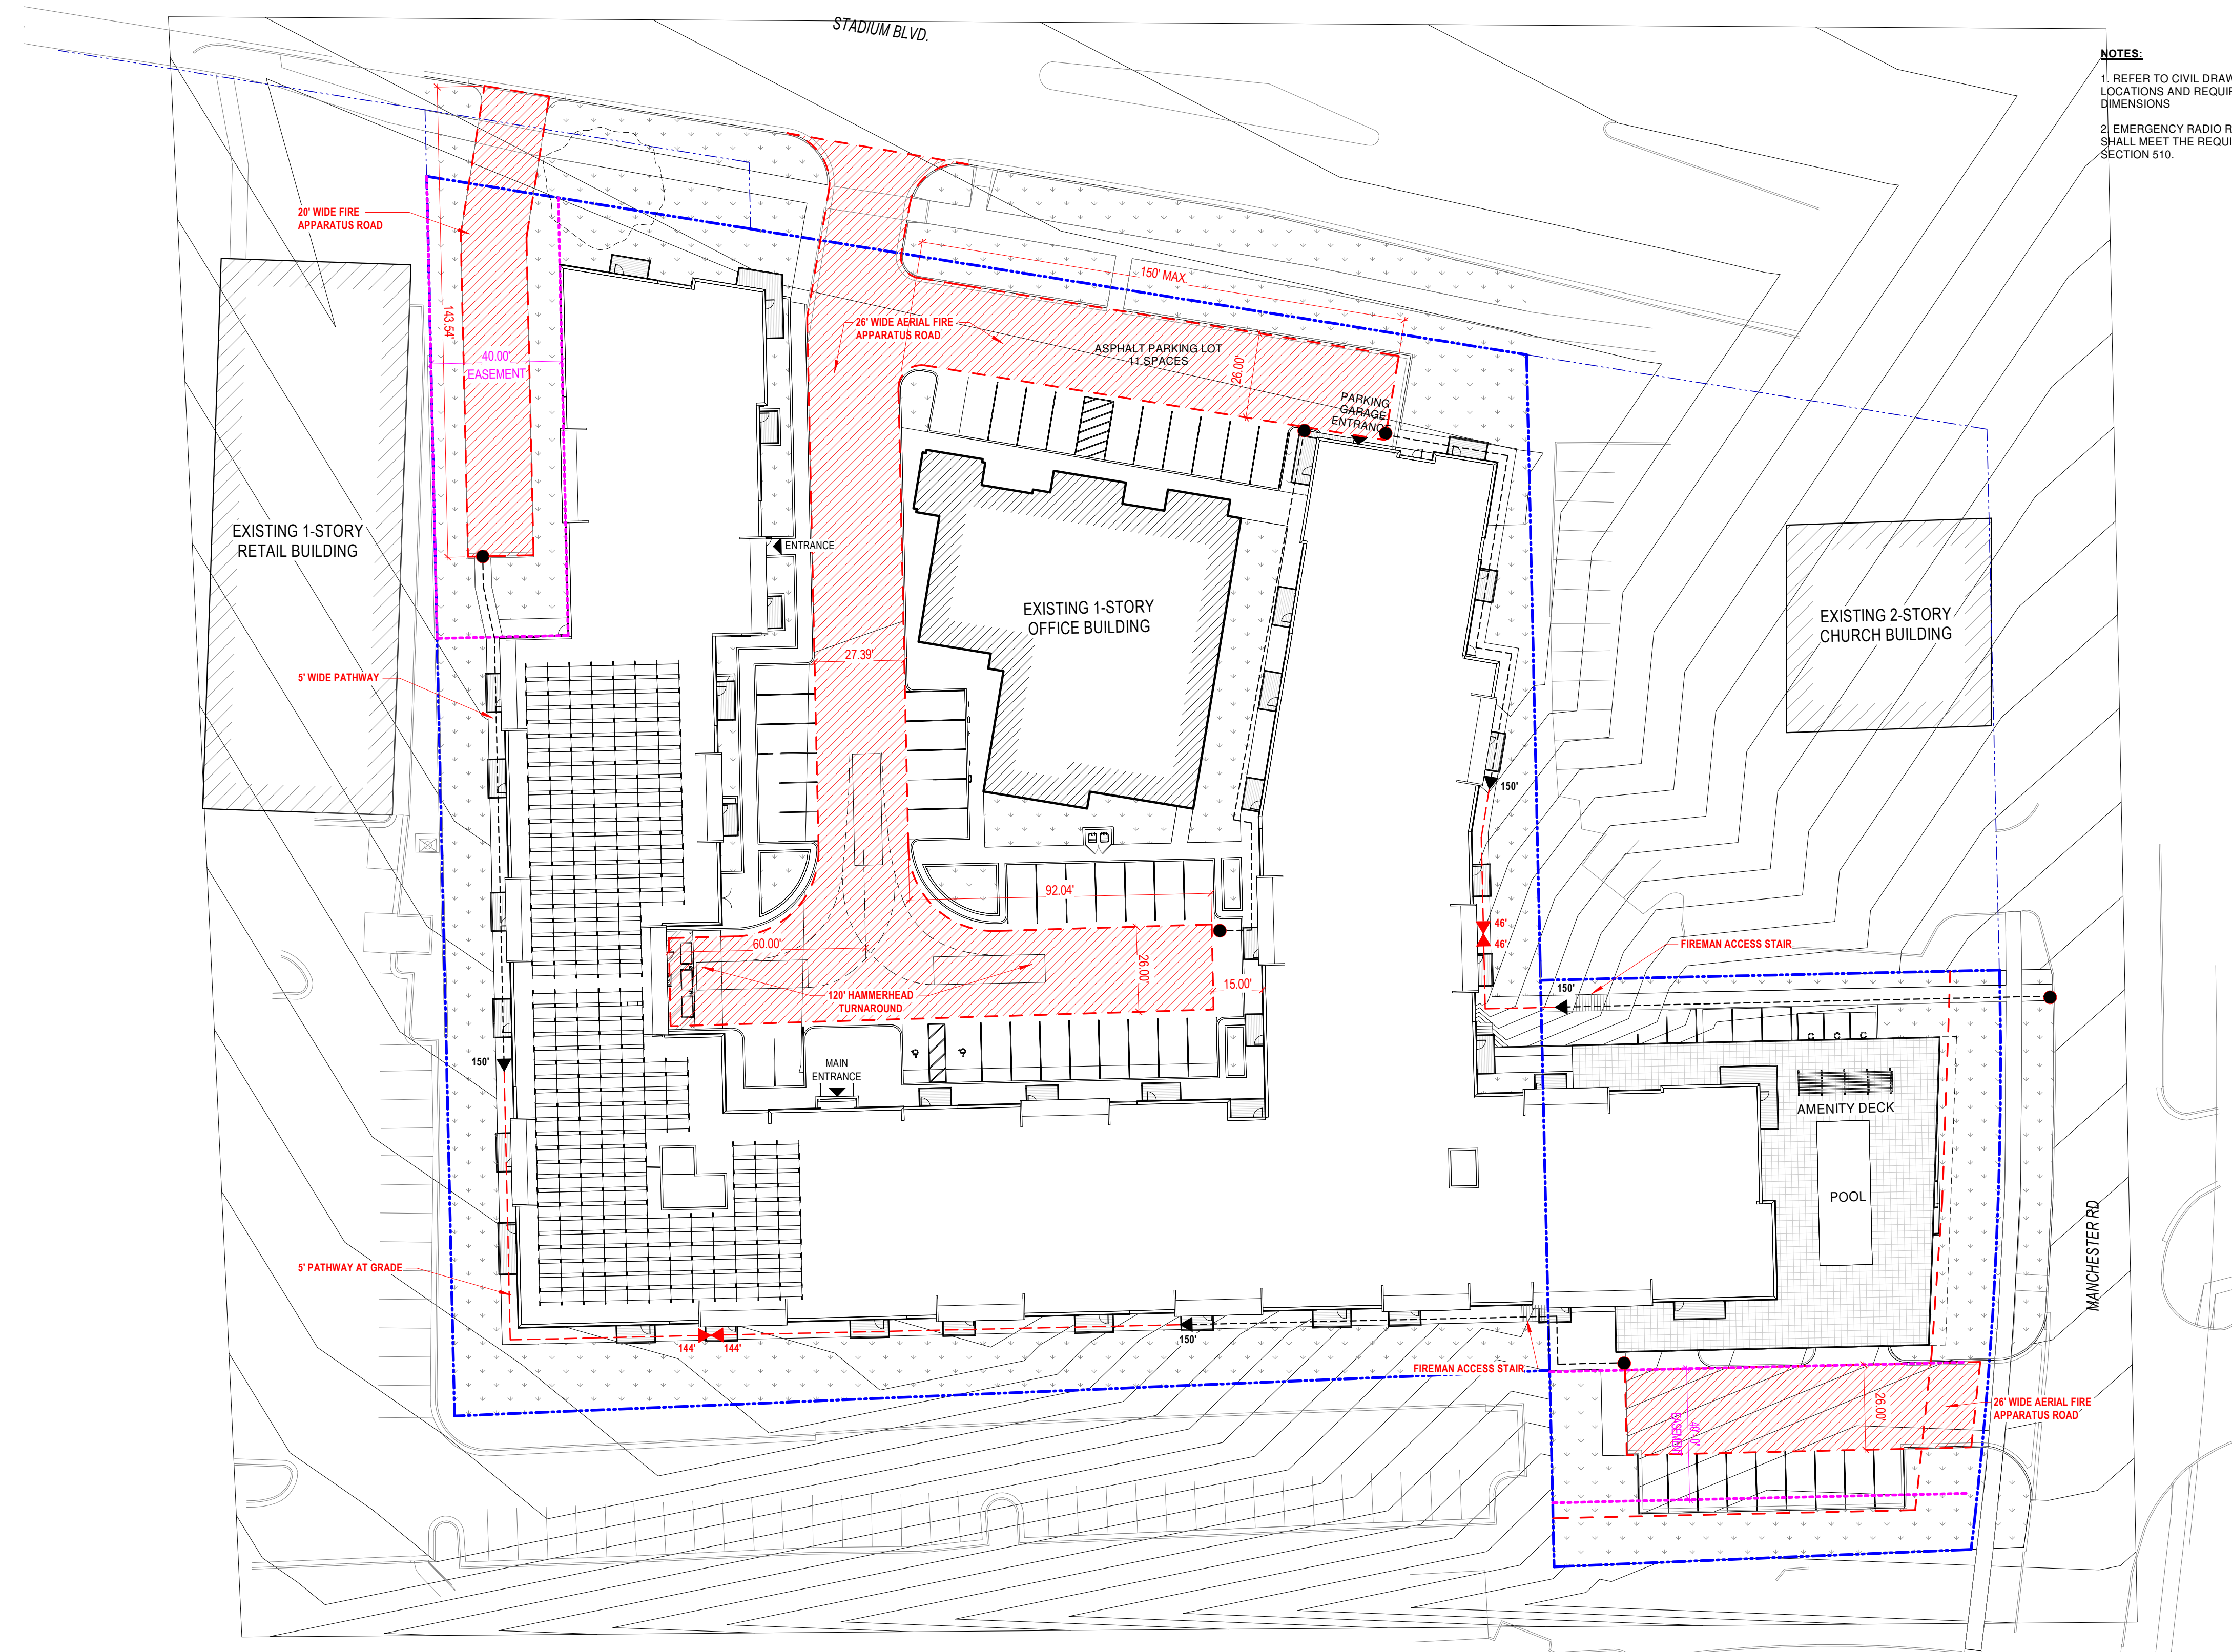 STADIUM BLVD.
NOTES:
1. REFER TO CIVIL
LOCATIONS AND
DIMENSIONS
2. EMERGENCY RADIO
SHALL MEET THE
SECTION 510.
20' WIDE FIRE
APPARATUS ROAD
143.54'
40.00'
EASEMENT
150' MAX.
26' WIDE AERIAL FIRE
APPARATUS ROAD
ASPHALT PARKING LOT
11 SPACES
26.00'
PARKING
GARAGE
ENTRANCE
EXISTING 1-STORY
RETAIL BUILDING
ENTRANCE
EXISTING 1-STORY
OFFICE BUILDING
EXISTING 2-STORY
CHURCH BUILDING
27.39'
5' WIDE PATHWAY
150'
92.04'
46'
46'
FIREMAN ACCESS STAIR
60.00'
26.00'
15.00'
120' HAMMERHEAD
TURNAROUND
150'
150'
MAIN
ENTRANCE
C C C
AMENITY DECK
POOL
MANCHESTER RD
5' PATHWAY AT GRADE
144' 144'
150'
FIREMAN ACCESS STAIR
40'-0"
EASEMENT
26.00'
26' WIDE AERIAL FIRE
APPARATUS ROAD